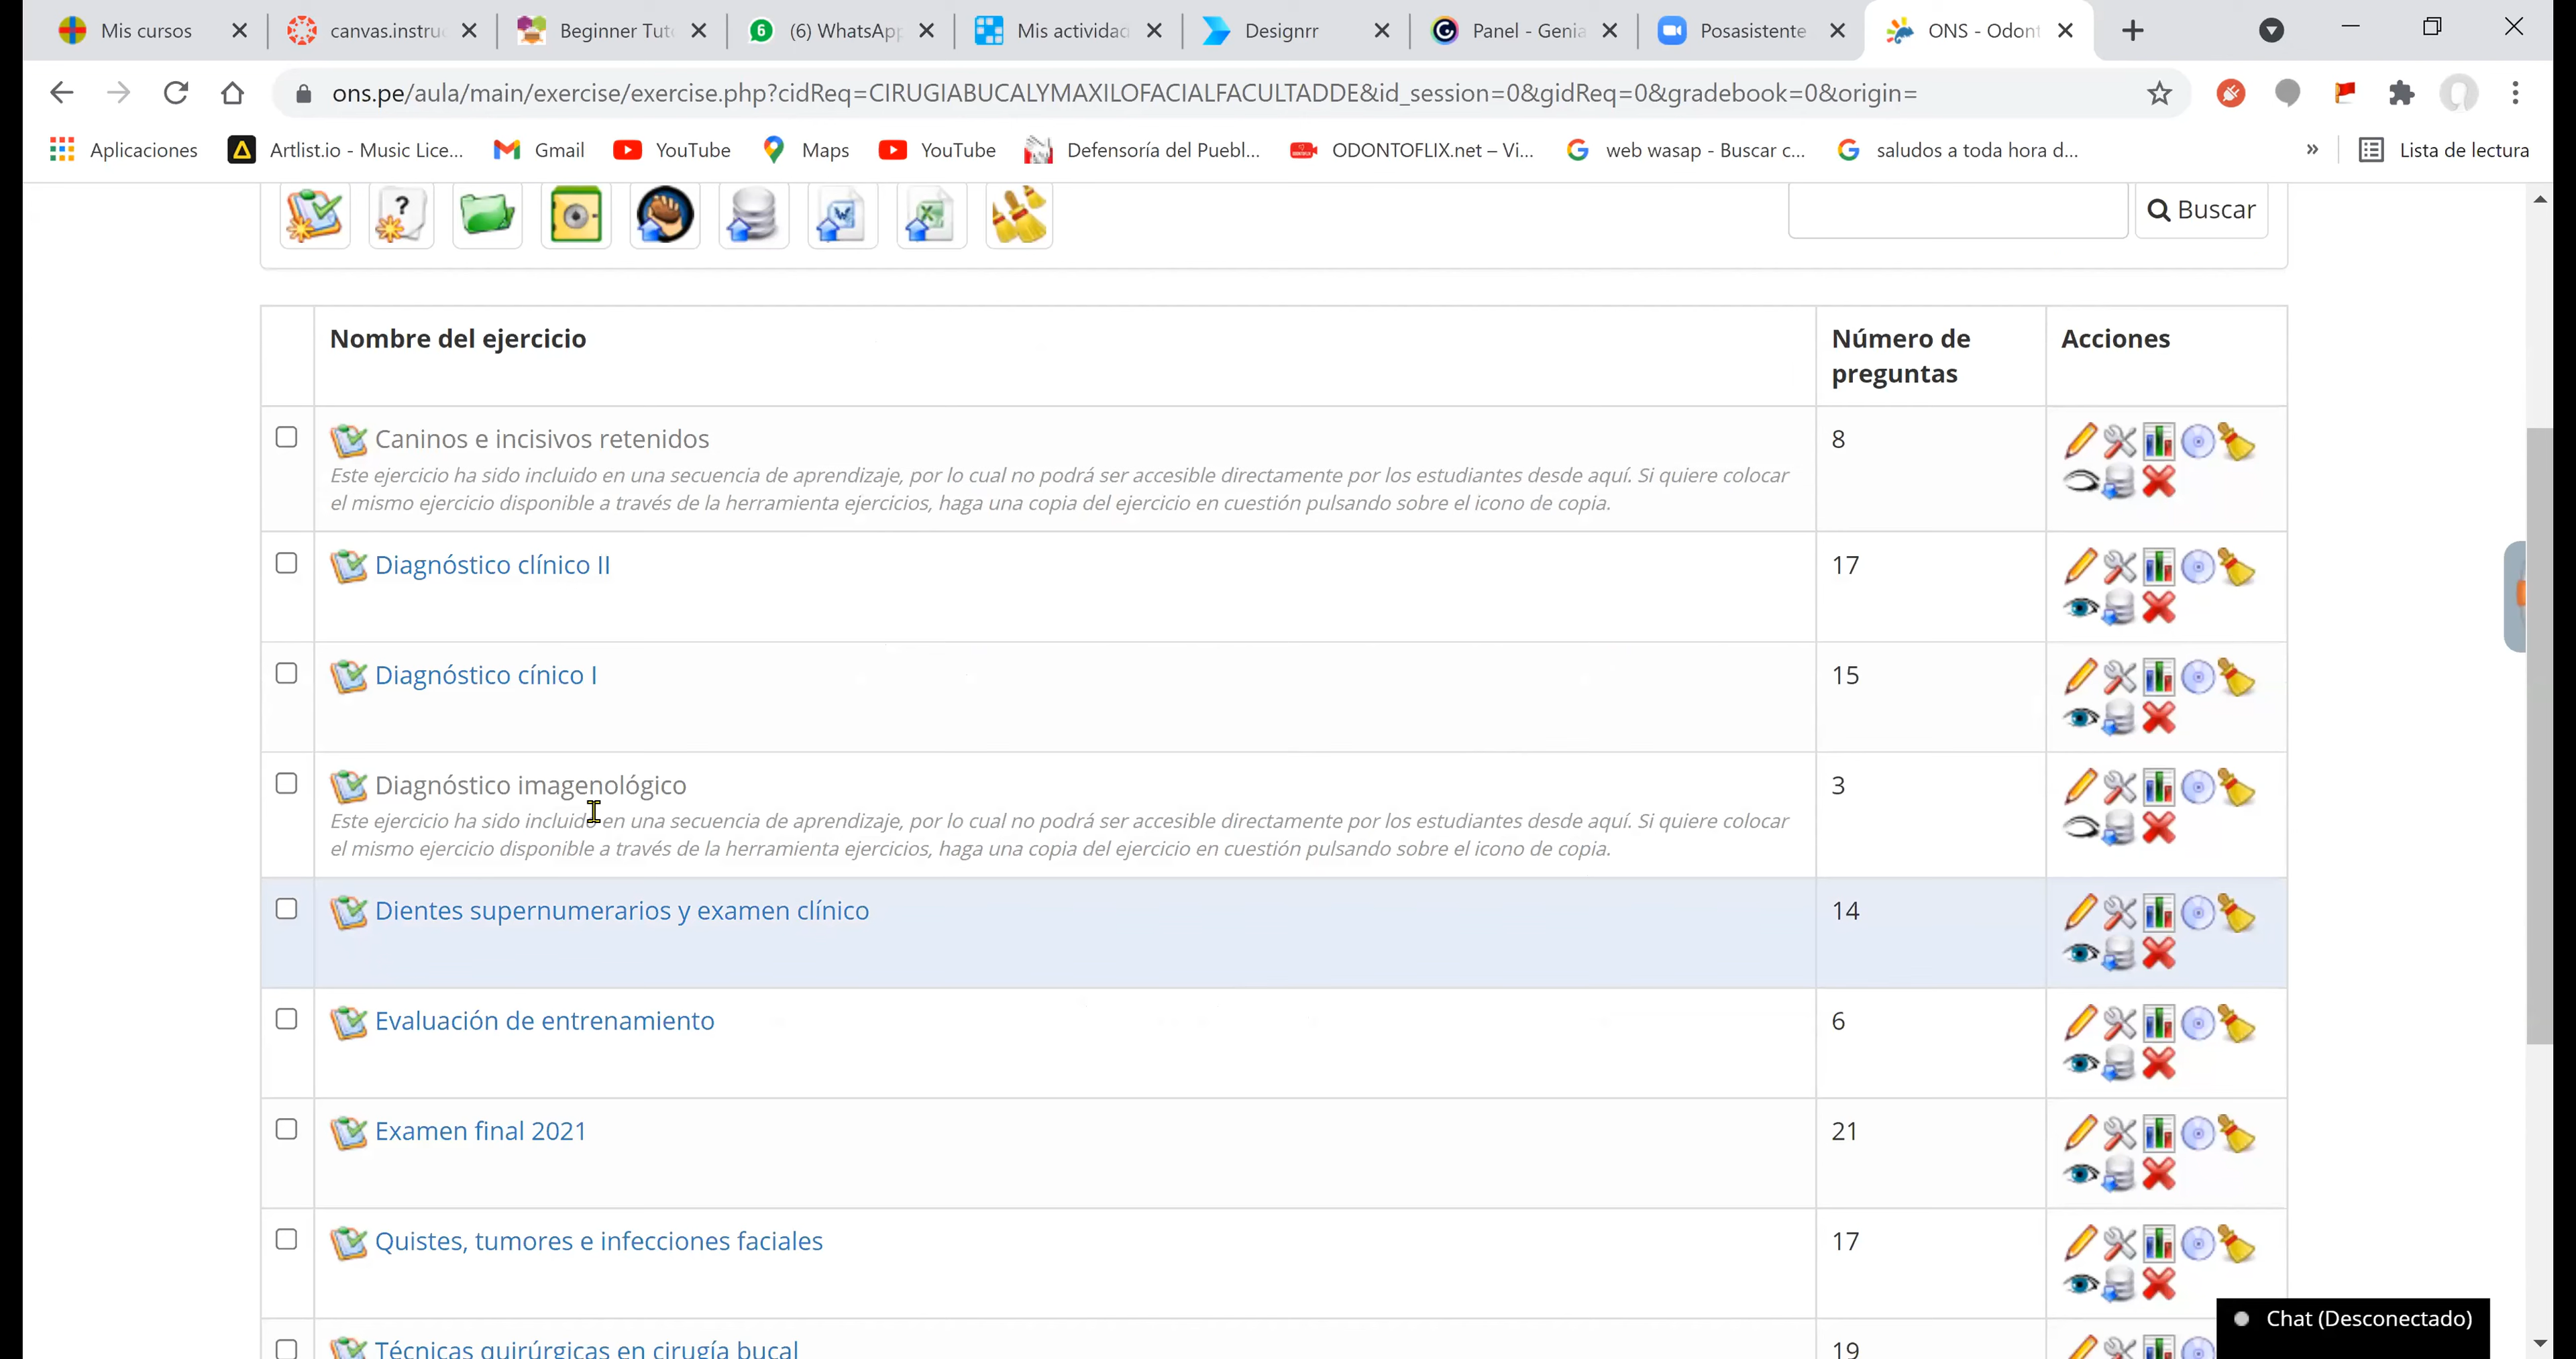 Mis cursos
canvas.instruc
Beginner Tuto
(6) WhatsApp
Mis actividad
Designrr
Panel - Genia
Posasistente
ONS - Odont
ons.pe/aula/main/exercise/exercise.php?cidReq=CIRUGIABUCALYMAXILOFACIALFACULTADDE&id_session=0&gidReq=0&gradebook=0&origin=
Aplicaciones
Artlist.io - Music Lice...
Gmail
YouTube
Maps
YouTube
Defensoría del Puebl...
ODONTOFLIX.net – Vi...
web wasap - Buscar c...
saludos a toda hora d...
»
Lista de lectura
Buscar
Nombre del ejercicio
Número de
preguntas
Acciones
Caninos e incisivos retenidos
8
Este ejercicio ha sido incluido en una secuencia de aprendizaje, por lo cual no podrá ser accesible directamente por los estudiantes desde aquí. Si quiere colocar
el mismo ejercicio disponible a través de la herramienta ejercicios, haga una copia del ejercicio en cuestión pulsando sobre el icono de copia.
Diagnóstico clínico II
17
Diagnóstico cínico I
15
Diagnóstico imagenológico
3
Este ejercicio ha sido incluido en una secuencia de aprendizaje, por lo cual no podrá ser accesible directamente por los estudiantes desde aquí. Si quiere colocar
el mismo ejercicio disponible a través de la herramienta ejercicios, haga una copia del ejercicio en cuestión pulsando sobre el icono de copia.
Dientes supernumerarios y examen clínico
14
Evaluación de entrenamiento
6
Examen final 2021
21
Quistes, tumores e infecciones faciales
17
Técnicas quirúrgicas en cirugía bucal
19
Chat (Desconectado)